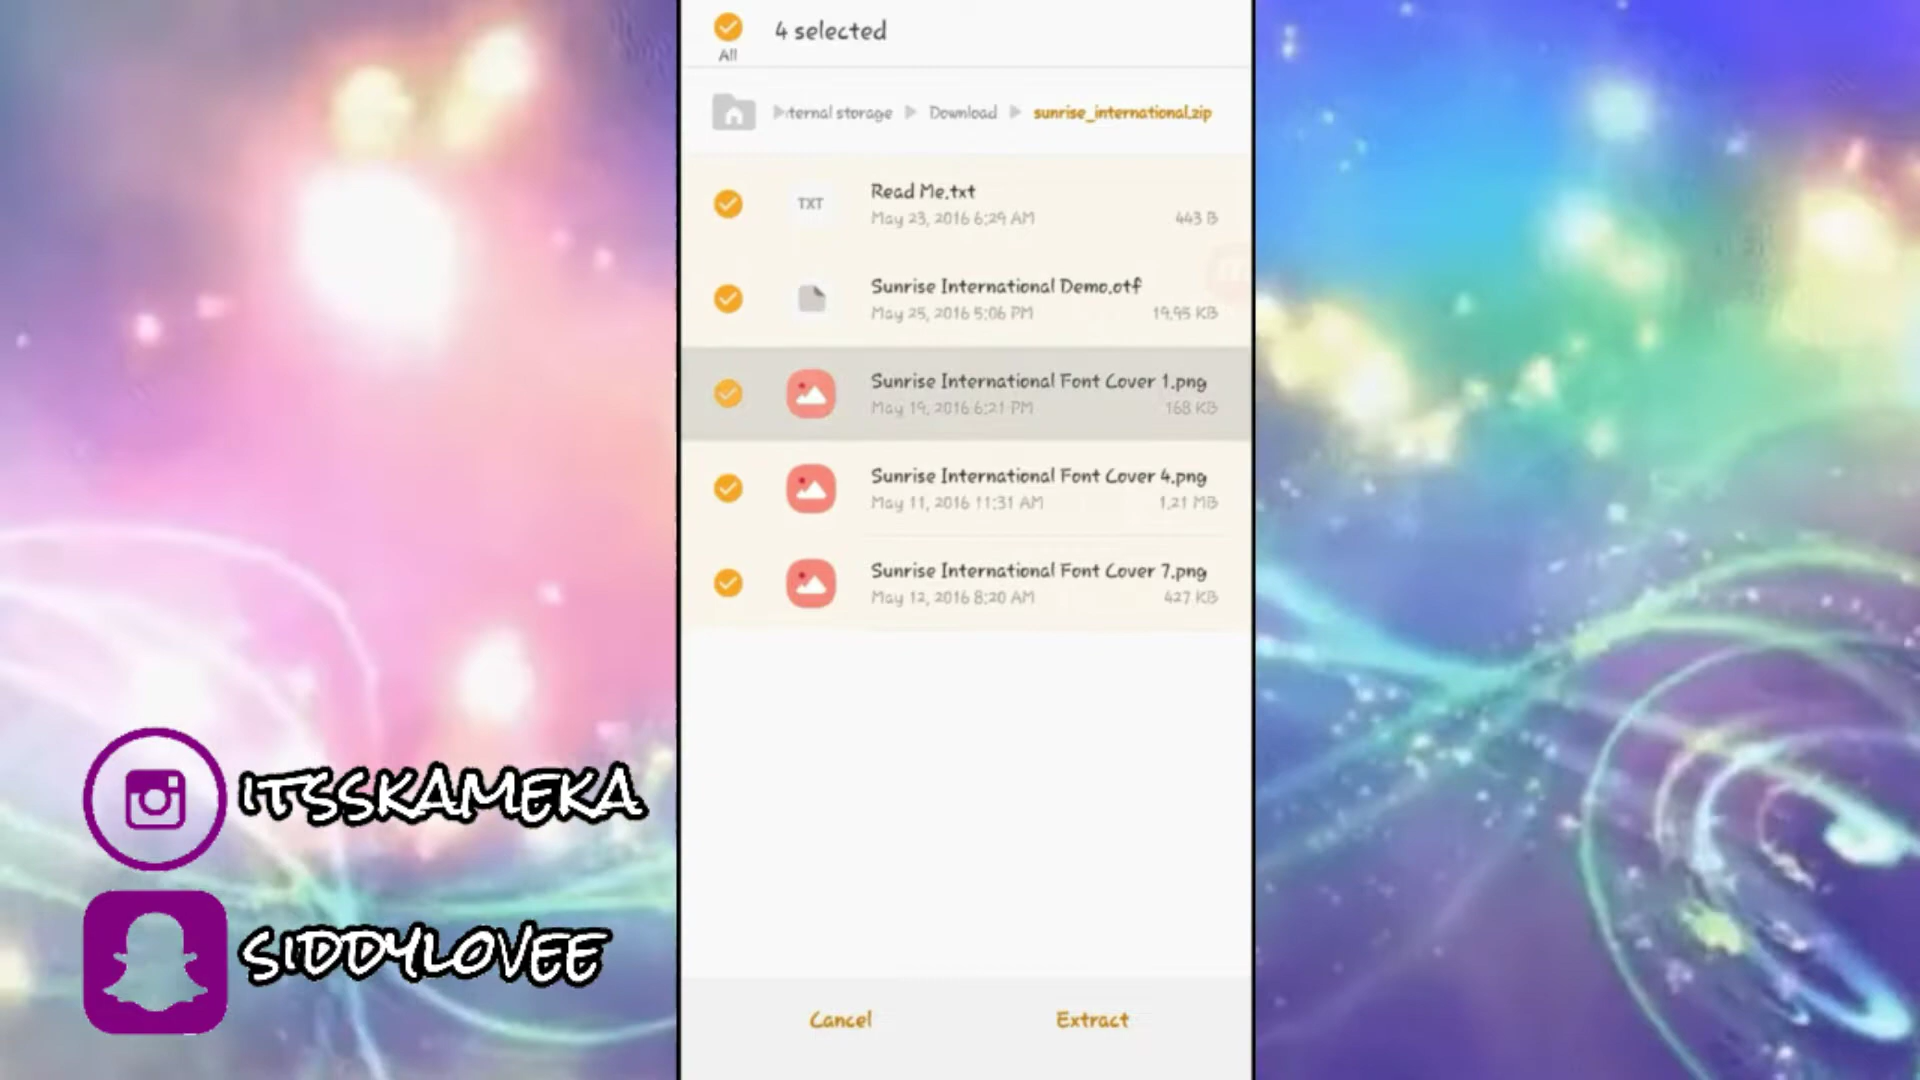 4 selected
All
ternal storage Download sunrise_international.zip
TXT
Read Me.txt
May 23, 2016 6:29 AM 443 B
Sunrise International Demo.otf
May 25, 2016 5:06 PM 19.95 KB
Sunrise International Font Cover 1.png
May 19, 2016 6:21 PM 168 KB
Sunrise International Font Cover 4.png
May 11, 2016 11:31 AM 1.21 MB
Sunrise International Font Cover 7.png
May 12, 2016 8:20 AM 427 KB
Cancel Extract
ITSSKAMEKA
SIDDYLOVEE